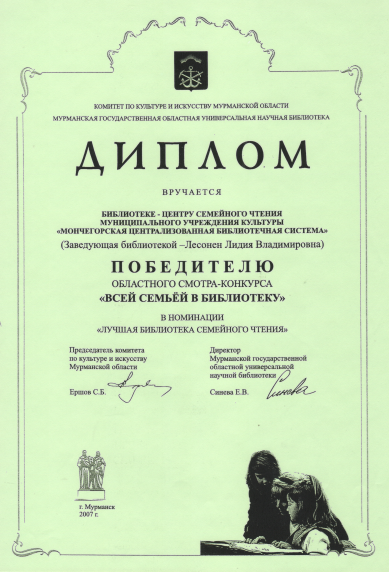 КОМИТЕТ ПО КУЛЬТУРЕ И ИСКУССТВУ МУРМАНСКОЙ ОБЛАСТИ
МУРМАНСКАЯ ГОСУДАРСТВЕННАЯ ОБЛАСТНАЯ УНИВЕРСАЛЬНАЯ НАУЧНАЯ БИБЛИОТЕКА
ДИПЛОМ
ВРУЧАЕТСЯ
БИБЛИОТЕКЕ - ЦЕНТРУ СЕМЕЙНОГО ЧТЕНИЯ
МУНИЦИПАЛЬНОГО УЧРЕЖДЕНИЯ КУЛЬТУРЫ
«МОНЧЕГОРСКАЯ ЦЕНТРАЛИЗОВАННАЯ БИБЛИОТЕЧНАЯ СИСТЕМА»
(Заведующая библиотекой –Лесонен Лидия Владимировна)
ПОБЕДИТЕЛЮ
ОБЛАСТНОГО СМОТРА-КОНКУРСА
«ВСЕЙ СЕМЬЁЙ В БИБЛИОТЕКУ»
В НОМИНАЦИИ
«ЛУЧШАЯ БИБЛИОТЕКА СЕМЕЙНОГО ЧТЕНИЯ»
Председатель комитета
по культуре и искусству
Мурманской области
Ершов С.Б.
Директор
Мурманской государственной
областной универсальной
научной библиотеки
Синева Е.В. Синева
г. Мурманск
2007 г.